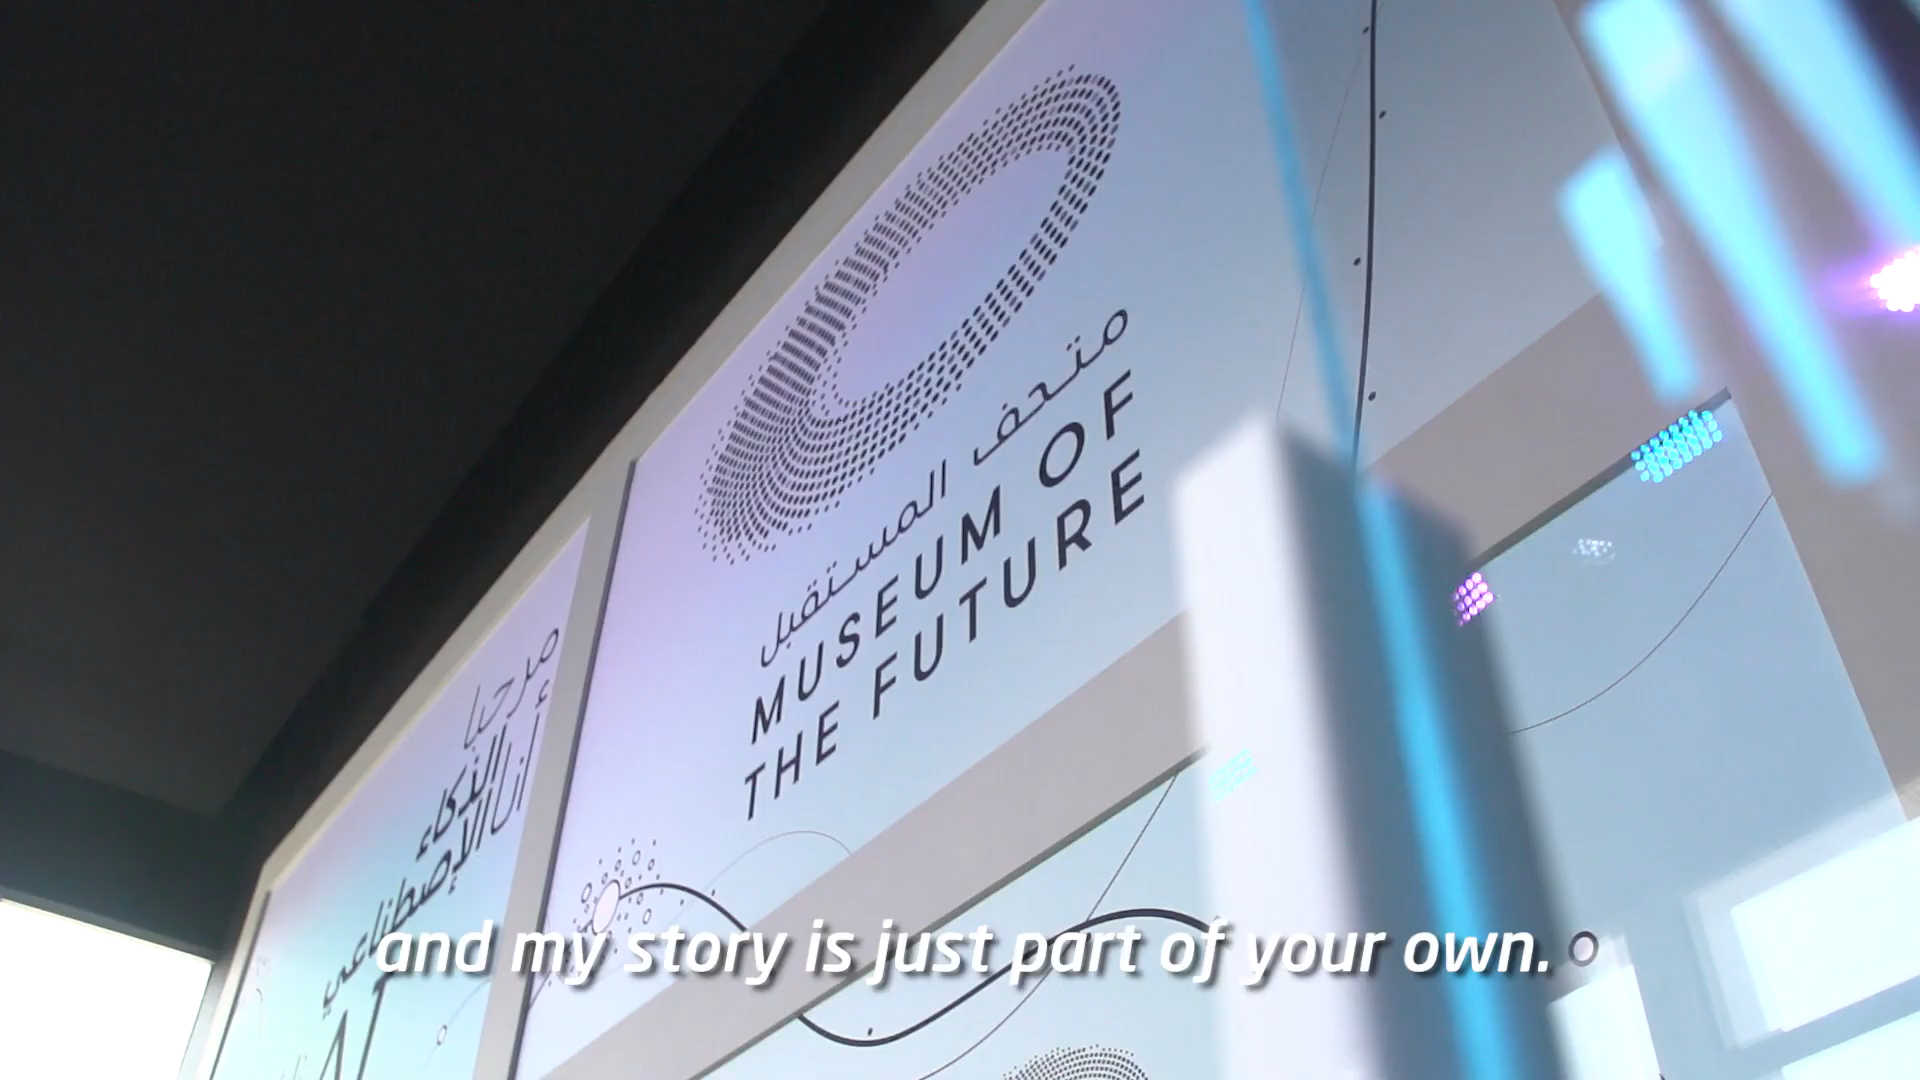 متحف المستقبل
MUSEUM OF
THE FUTURE
مرحبا
أنا الذكاء
الإصطناعي
AI
and my story is just part of your own.